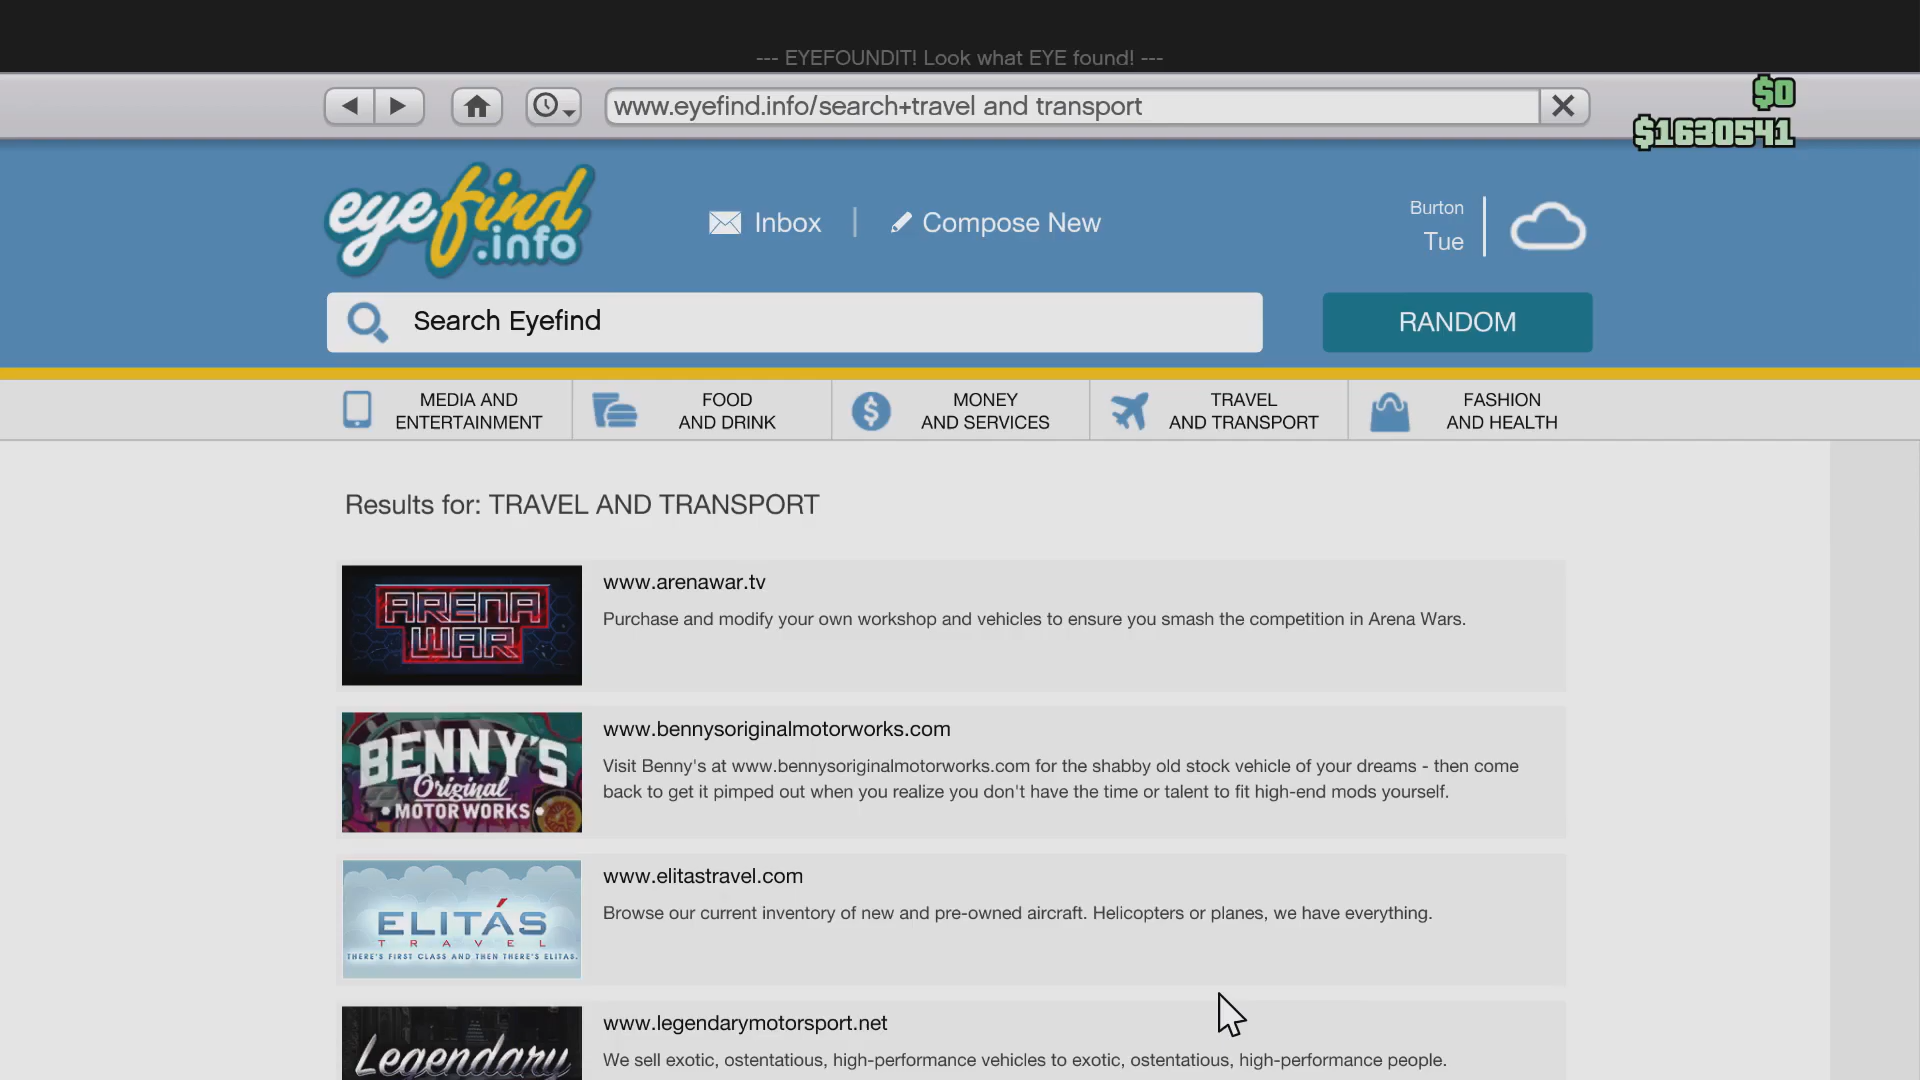 --- EYEFOUNDIT! Look what EYE found! ---
www.eyefind.info/search+travel and transport
$0
$1630541
eyefind
.info
Inbox
Compose New
Burton
Tue
Search Eyefind
RANDOM
MEDIA AND
ENTERTAINMENT
FOOD
AND DRINK
MONEY
AND SERVICES
TRAVEL
AND TRANSPORT
FASHION
AND HEALTH
Results for: TRAVEL AND TRANSPORT
ARENA
WAR
www.arenawar.tv
Purchase and modify your own workshop and vehicles to ensure you smash the competition in Arena Wars.
BENNY'S
Original
•MOTOR WORKS•
www.bennysoriginalmotorworks.com
Visit Benny's at www.bennysoriginalmotorworks.com for the shabby old stock vehicle of your dreams - then come
back to get it pimped out when you realize you don't have the time or talent to fit high-end mods yourself.
ELITÁS
TRAVEL
THERE'S FIRST CLASS AND THEN THERE'S ELITAS.
www.elitastravel.com
Browse our current inventory of new and pre-owned aircraft. Helicopters or planes, we have everything.
Legendary
www.legendarymotorsport.net
We sell exotic, ostentatious, high-performance vehicles to exotic, ostentatious, high-performance people.